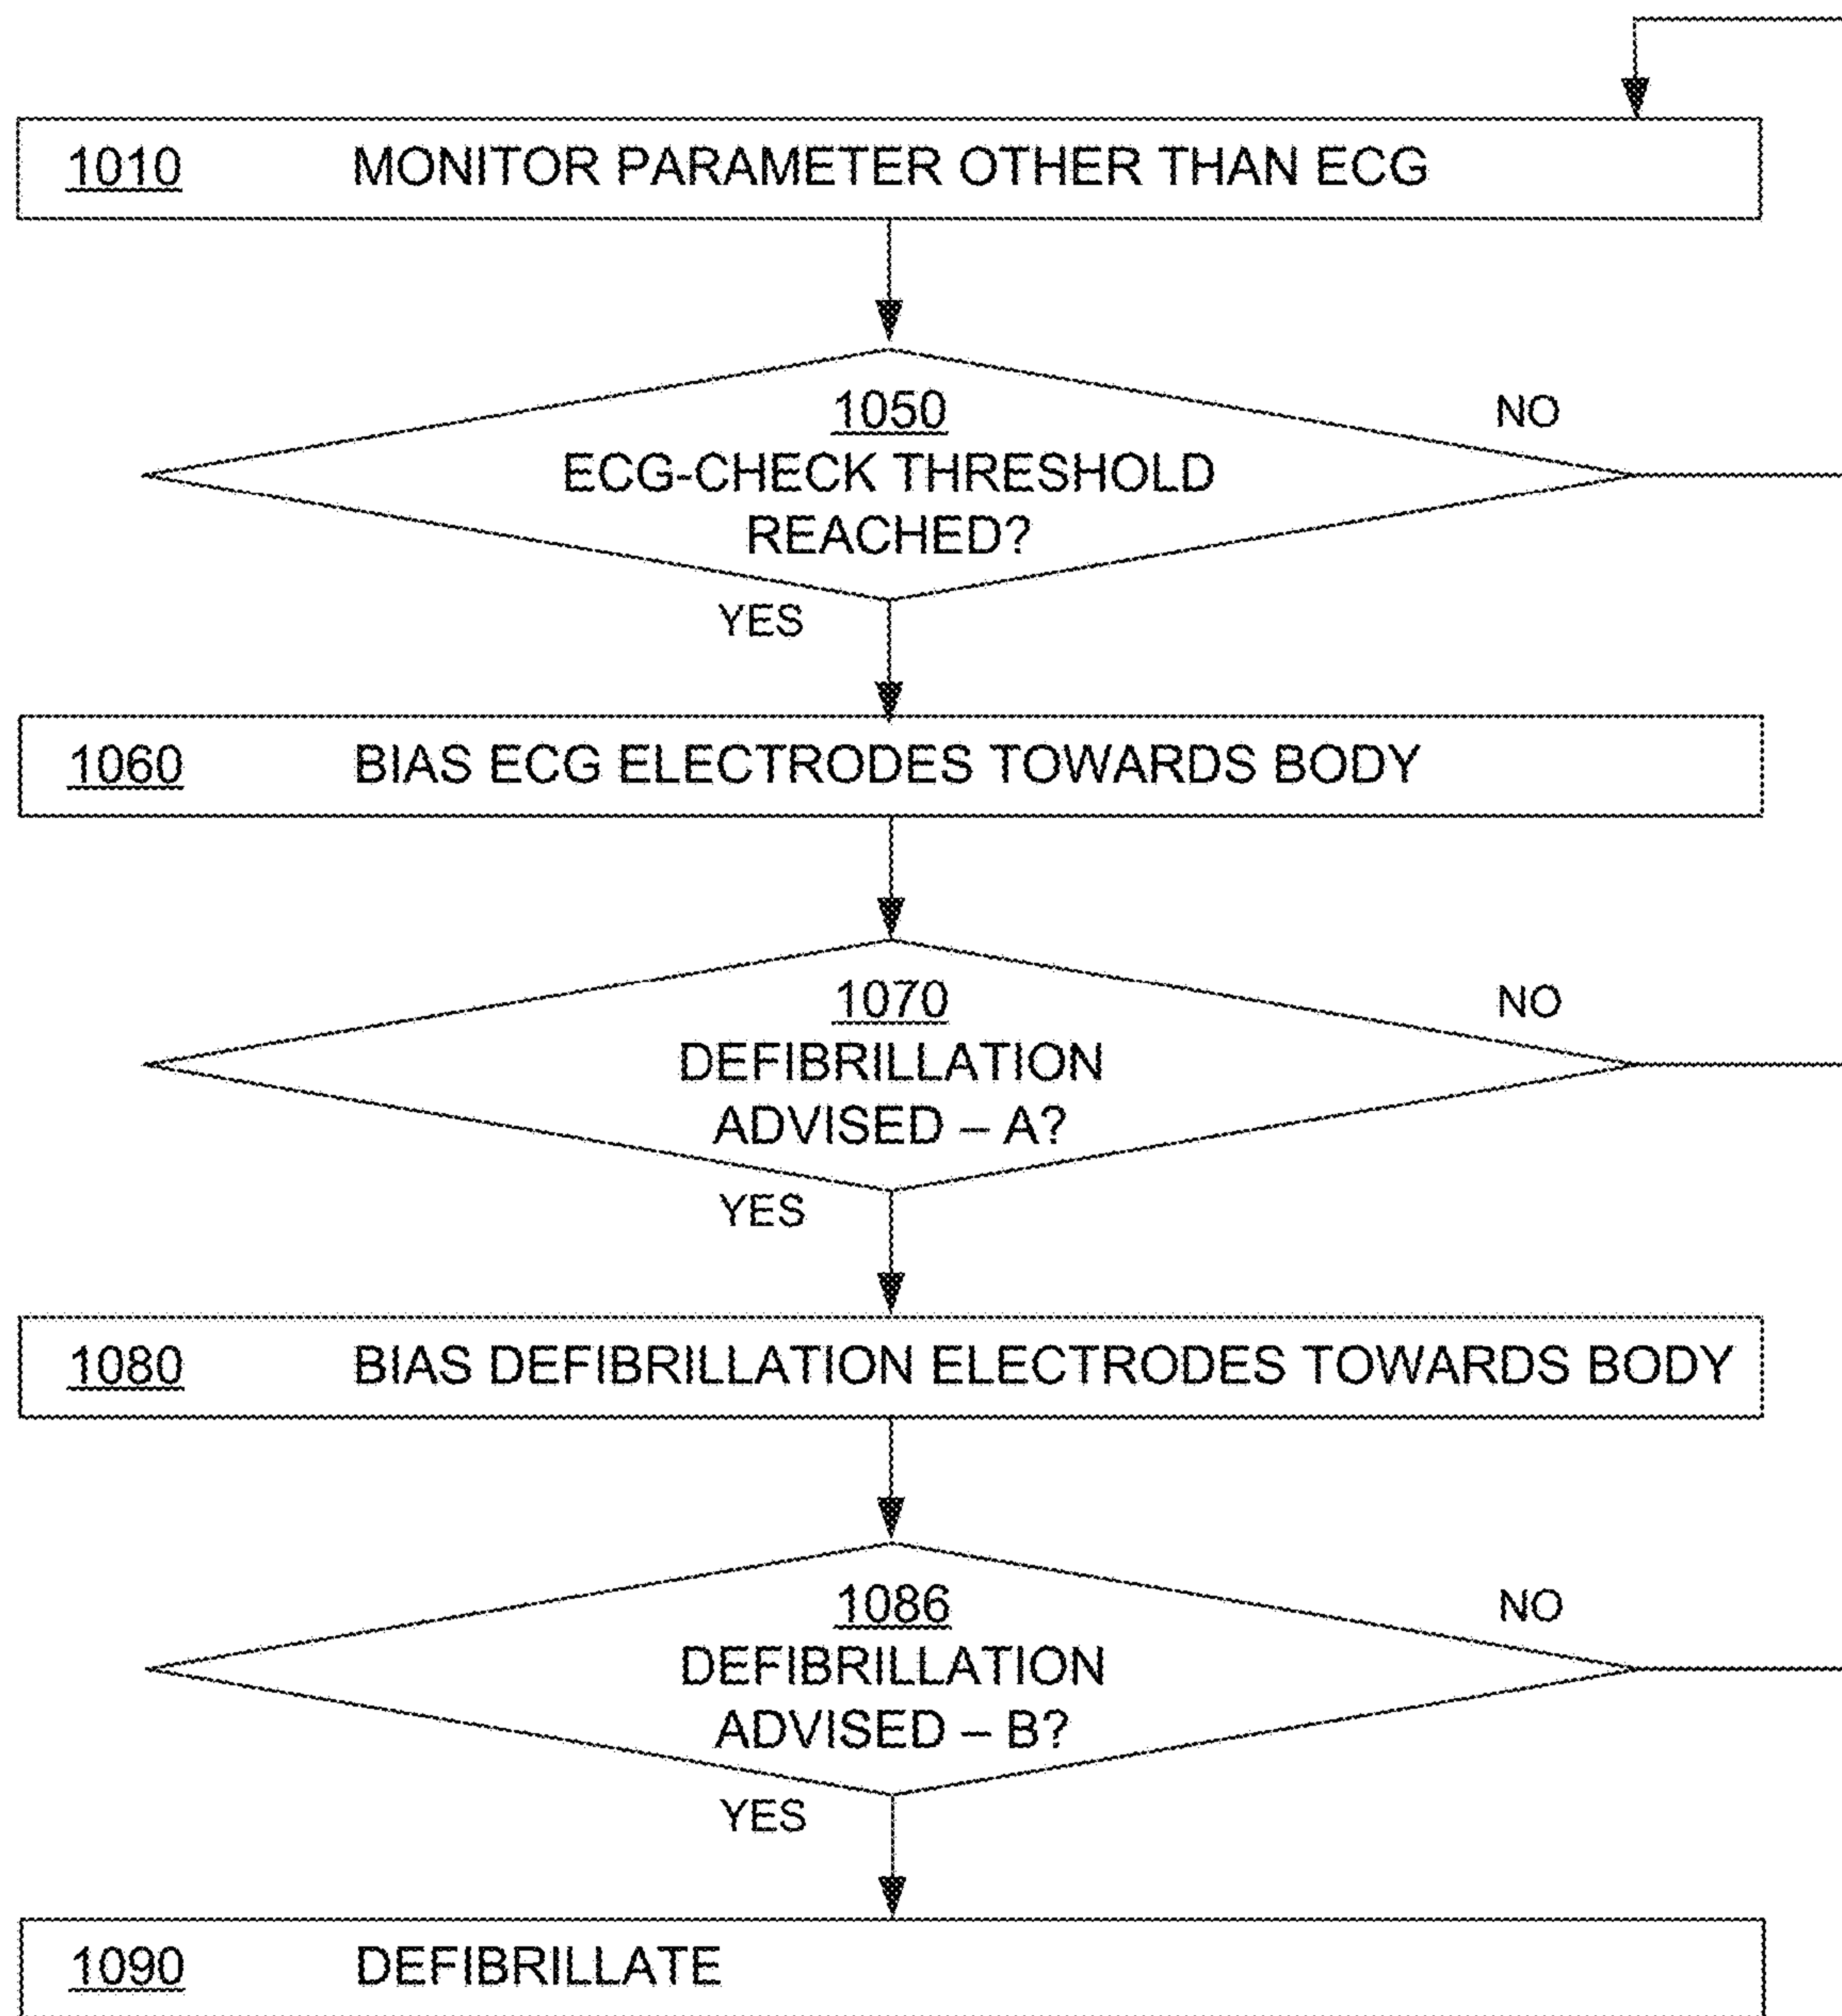 1010 MONITOR PARAMETER OTHER THAN ECG
1050
ECG-CHECK THRESHOLD
REACHED?
NO
YES
1060 BIAS ECG ELECTRODES TOWARDS BODY
1070
DEFIBRILLATION
ADVISED – A?
NO
YES
1080 BIAS DEFIBRILLATION ELECTRODES TOWARDS BODY
1086
DEFIBRILLATION
ADVISED – B?
NO
YES
1090 DEFIBRILLATE